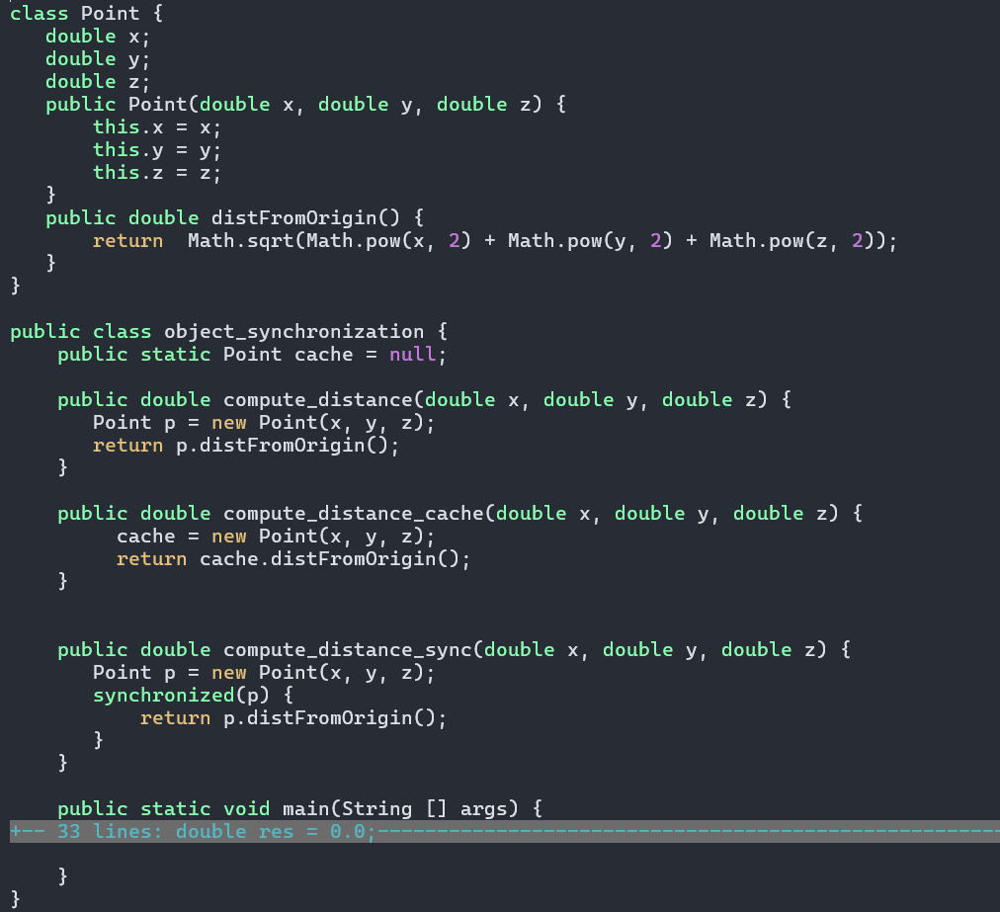 class Point {
   double x;
   double y;
   double z;
   public Point(double x, double y, double z) {
       this.x = x;
       this.y = y;
       this.z = z;
   }
   public double distFromOrigin() {
       return  Math.sqrt(Math.pow(x, 2) + Math.pow(y, 2) + Math.pow(z, 2));
   }
}

public class object_synchronization {
    public static Point cache = null;

    public double compute_distance(double x, double y, double z) {
       Point p = new Point(x, y, z);
       return p.distFromOrigin();
    }

    public double compute_distance_cache(double x, double y, double z) {
         cache = new Point(x, y, z);
         return cache.distFromOrigin();
    }


    public double compute_distance_sync(double x, double y, double z) {
       Point p = new Point(x, y, z);
       synchronized(p) {
           return p.distFromOrigin();
       }
    }

    public static void main(String [] args) {
+-- 33 lines: double res = 0.0;-----------------------------------------------------

    }
}